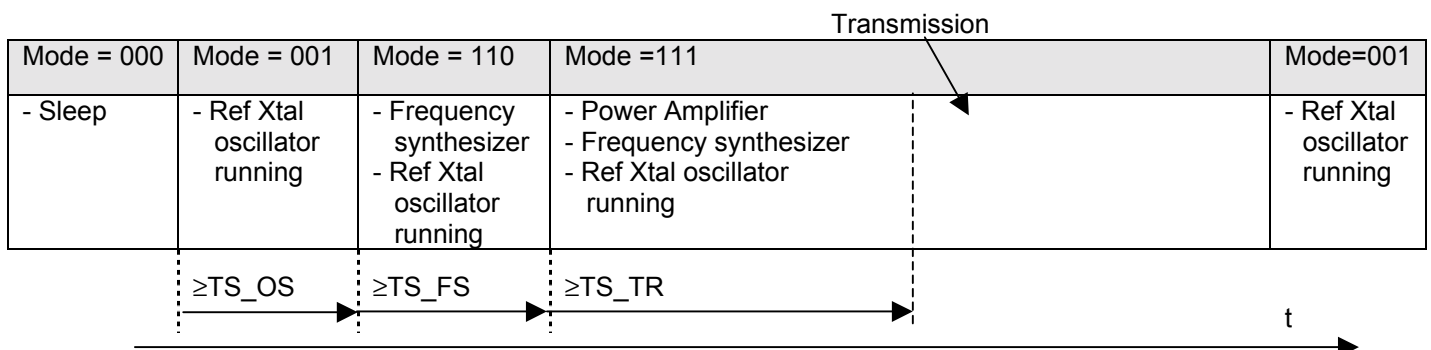 Transmission
Mode = 000
Mode = 001
Mode = 110
Mode =111
Mode=001
- Sleep
- Ref Xtal
oscillator
running
- Frequency
synthesizer
- Ref Xtal
oscillator
running
- Power Amplifier
- Frequency synthesizer
- Ref Xtal oscillator
running
- Ref Xtal
oscillator
running
≥TS_OS
≥TS_FS
≥TS_TR
t